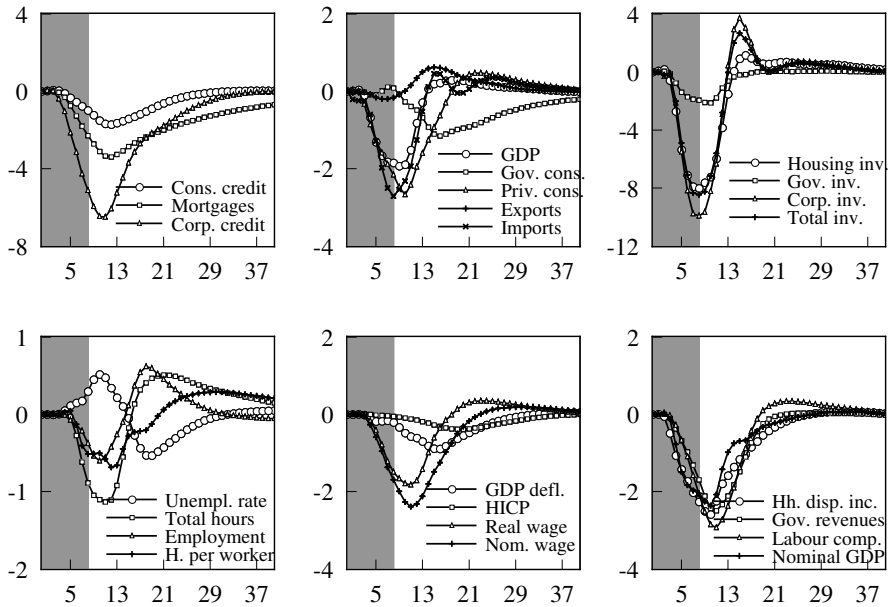 4
0
-4
-8
5 13 21 29 37
Cons. credit
Mortgages
Corp. credit
2
0
-2
-4
5 13 21 29 37
GDP
Gov. cons.
Priv. cons.
Exports
Imports
4
0
-4
-8
-12
5 13 21 29 37
Housing inv.
Gov. inv.
Corp. inv.
Total inv.
1
0
-1
-2
5 13 21 29 37
Unempl. rate
Total hours
Employment
H. per worker
2
0
-2
-4
5 13 21 29 37
GDP defl.
HICP
Real wage
Nom. wage
2
0
-2
-4
5 13 21 29 37
Hh. disp. inc.
Gov. revenues
Labour comp.
Nominal GDP